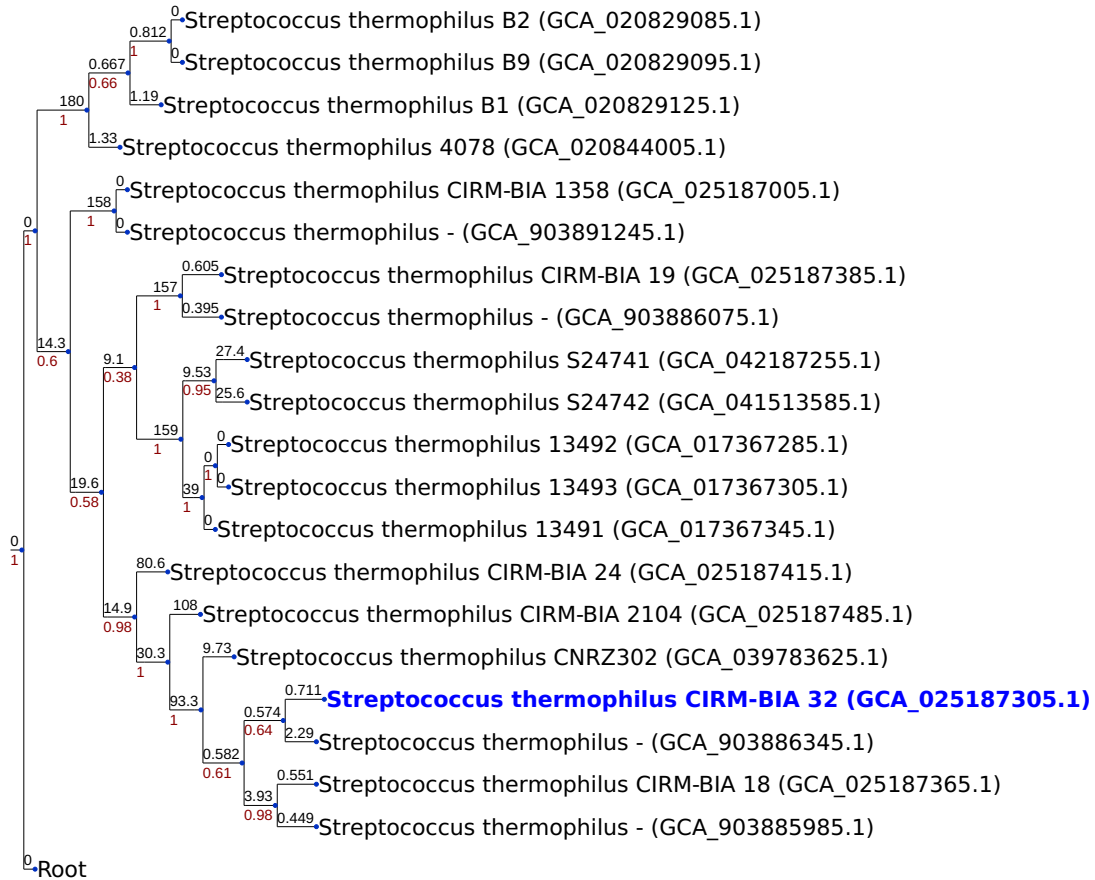 0
Streptococcus thermophilus B2 (GCA_020829085.1)
0.812
1
0
Streptococcus thermophilus B9 (GCA_020829095.1)
0.667
0.66
1.19
Streptococcus thermophilus B1 (GCA_020829125.1)
180
1
1.33
Streptococcus thermophilus 4078 (GCA_020844005.1)
0
Streptococcus thermophilus CIRM-BIA 1358 (GCA_025187005.1)
158
1
0
Streptococcus thermophilus - (GCA_903891245.1)
0
1
0.605
Streptococcus thermophilus CIRM-BIA 19 (GCA_025187385.1)
157
1
0.395
Streptococcus thermophilus - (GCA_903886075.1)
14.3
0.6
9.1
0.38
27.4
Streptococcus thermophilus S24741 (GCA_042187255.1)
9.53
0.95
25.6
Streptococcus thermophilus S24742 (GCA_041513585.1)
159
1
0
Streptococcus thermophilus 13492 (GCA_017367285.1)
0
1
0
Streptococcus thermophilus 13493 (GCA_017367305.1)
39
1
0
Streptococcus thermophilus 13491 (GCA_017367345.1)
19.6
0.58
0
1
80.6
Streptococcus thermophilus CIRM-BIA 24 (GCA_025187415.1)
14.9
0.98
108
Streptococcus thermophilus CIRM-BIA 2104 (GCA_025187485.1)
30.3
1
9.73
Streptococcus thermophilus CNRZ302 (GCA_039783625.1)
93.3
1
0.711
Streptococcus thermophilus CIRM-BIA 32 (GCA_025187305.1)
0.574
0.64
2.29
Streptococcus thermophilus - (GCA_903886345.1)
0.582
0.61
0.551
Streptococcus thermophilus CIRM-BIA 18 (GCA_025187365.1)
3.93
0.98
0.449
Streptococcus thermophilus - (GCA_903885985.1)
0
Root